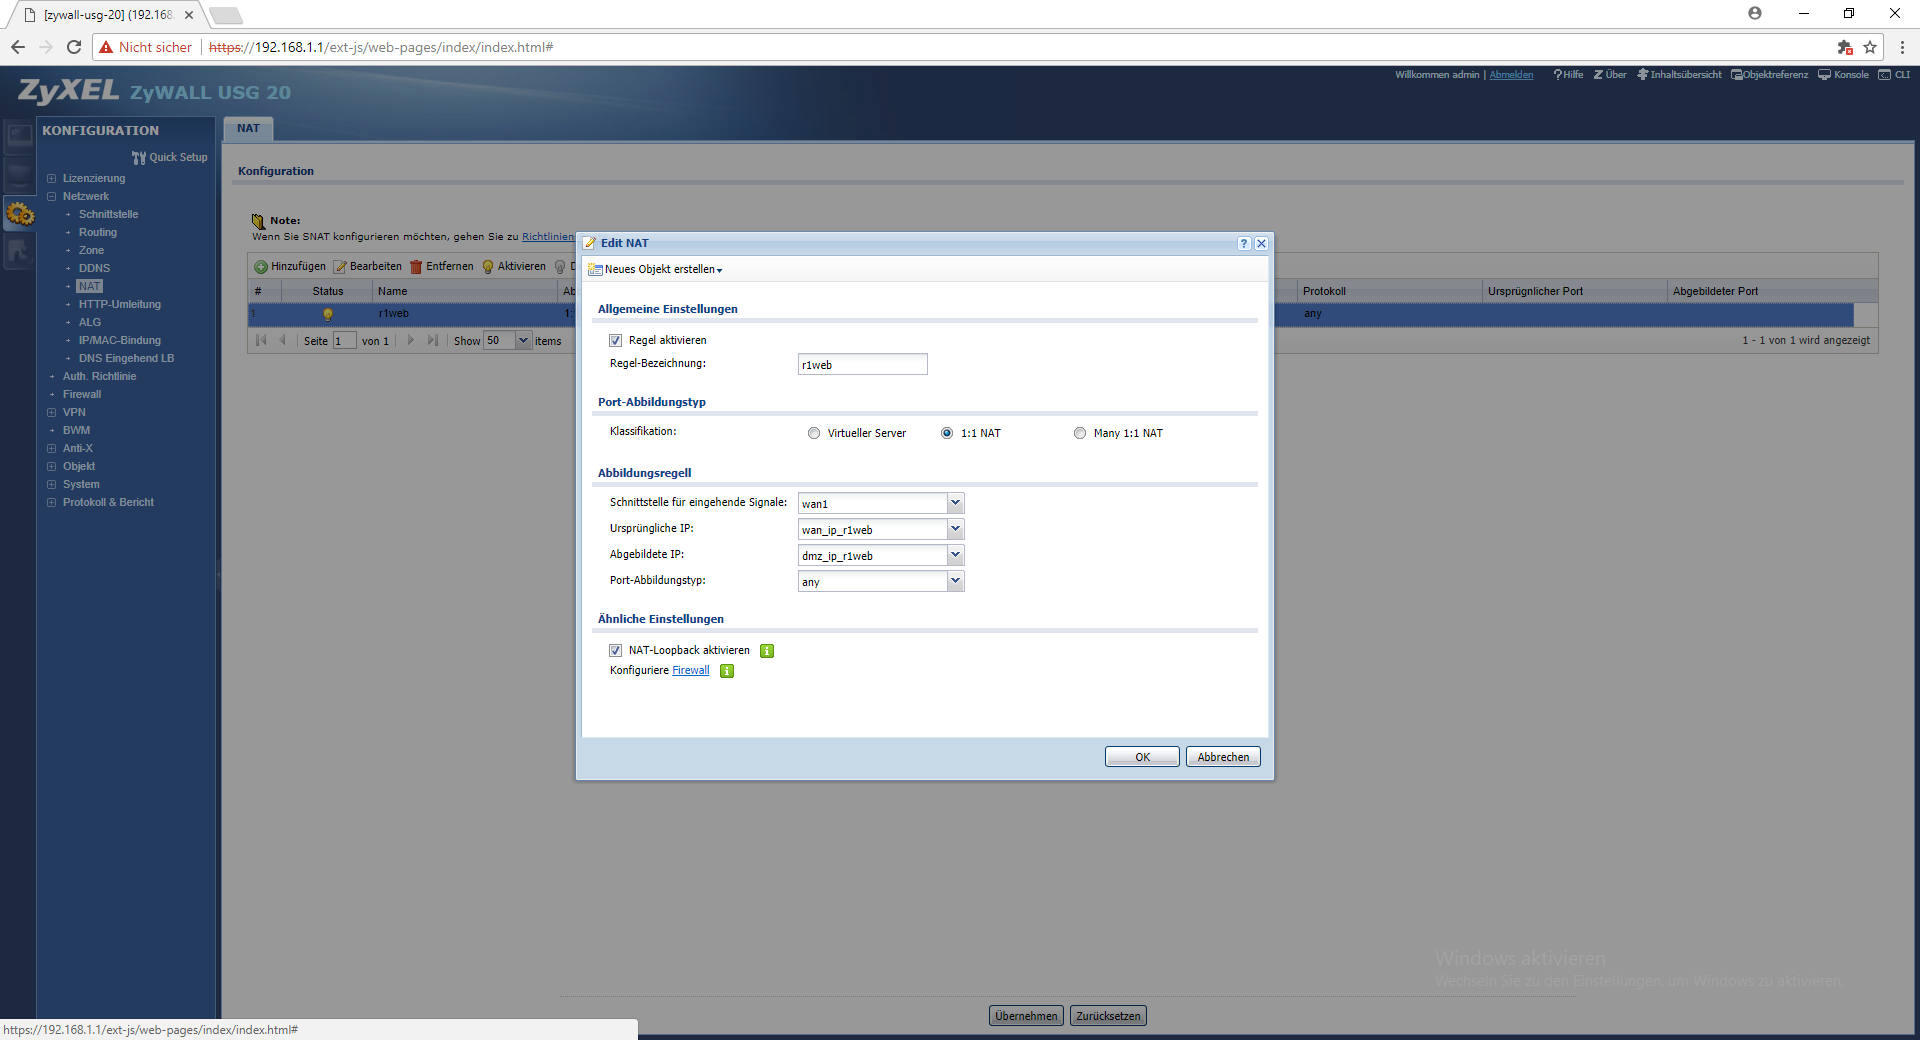 [zywall-usg-20] (192.168.
Nicht sicher https://192.168.1.1/ext-js/web-pages/index/index.html#
Willkommen admin | Abmelden ?Hilfe Z Über Inhaltsübersicht Objektreferenz Konsole CLI
ZyXEL ZyWALL USG 20
KONFIGURATION
Quick Setup
Lizenzierung
Netzwerk
Schnittstelle
Routing
Zone
DDNS
NAT
HTTP-Umleitung
ALG
IP/MAC-Bindung
DNS Eingehend LB
Auth. Richtlinie
Firewall
VPN
BWM
Anti-X
Objekt
System
Protokoll & Bericht
NAT
Konfiguration
Note:
Wenn Sie SNAT konfigurieren möchten, gehen Sie zu Richtlinien
Hinzufügen Bearbeiten Entfernen Aktivieren D
# Status Name Ab Protokoll Ursprügnlicher Port Abgebildeter Port
1 r1web 1: any
Seite 1 von 1 Show 50 items 1 - 1 von 1 wird angezeigt
Edit NAT
Neues Objekt erstellen
Allgemeine Einstellungen
Regel aktivieren
Regel-Bezeichnung: r1web
Port-Abbildungstyp
Klassifikation: Virtueller Server 1:1 NAT Many 1:1 NAT
Abbildungsregell
Schnittstelle für eingehende Signale: wan1
Ursprüngliche IP: wan_ip_r1web
Abgebildete IP: dmz_ip_r1web
Port-Abbildungstyp: any
Ähnliche Einstellungen
NAT-Loopback aktivieren
Konfiguriere Firewall
OK Abbrechen
Windows aktivieren
Wechseln Sie zu den Einstellungen, um Windows zu aktivieren.
Übernehmen Zurücksetzen
https://192.168.1.1/ext-js/web-pages/index/index.html#